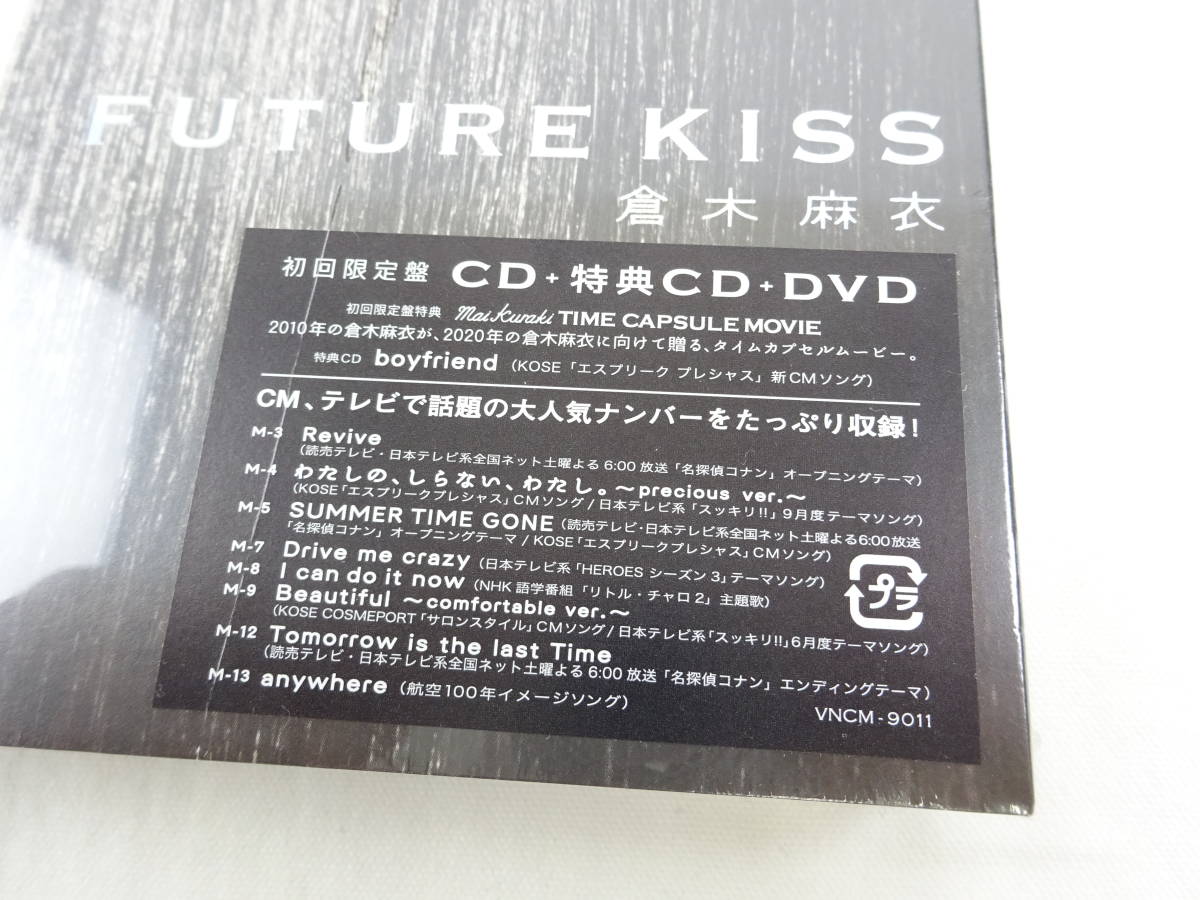 FUTURE KISS
倉木麻衣
初回限定盤 CD+特典CD+DVD
初回限定盤特典 Mai Kuraki TIME CAPSULE MOVIE
2010年の倉木麻衣が、2020年の倉木麻衣に向けて贈る、タイムカプセルムービー。
特典CD boyfriend (KOSE「エスプリーク プレシャス」新CMソング)
CM、テレビで話題の大人気ナンバーをたっぷり収録!
M-3 Revive
(読売テレビ・日本テレビ系全国ネット土曜よる6:00 放送「名探偵コナン」オープニングテーマ)
M-4 わたしの、しらない、わたし。~precious ver.~
(KOSE「エスプリークプレシャス」CMソング/日本テレビ系「スッキリ!!」9月度テーマソング)
M-5 SUMMER TIME GONE (読売テレビ・日本テレビ系全国ネット土曜よる6:00放送
「名探偵コナン」オープニングテーマ / KOSE「エスプリークプレシャス」CMソング)
M-7 Drive me crazy (日本テレビ系「HEROES シーズン3」テーマソング)
M-8 I can do it now (NHK 語学番組 「リトル・チャロ2」主題歌)
M-9 Beautiful ~comfortable ver.~
(KOSE COSMEPORT「サロンスタイル」CMソング/日本テレビ系「スッキリ!!」6月度テーマソング)
M-12 Tomorrow is the last Time
(読売テレビ・日本テレビ系全国ネット土曜よる6:00 放送「名探偵コナン」エンディングテーマ)
M-13 anywhere (航空100年イメージソング)
プラ
VNCM-9011